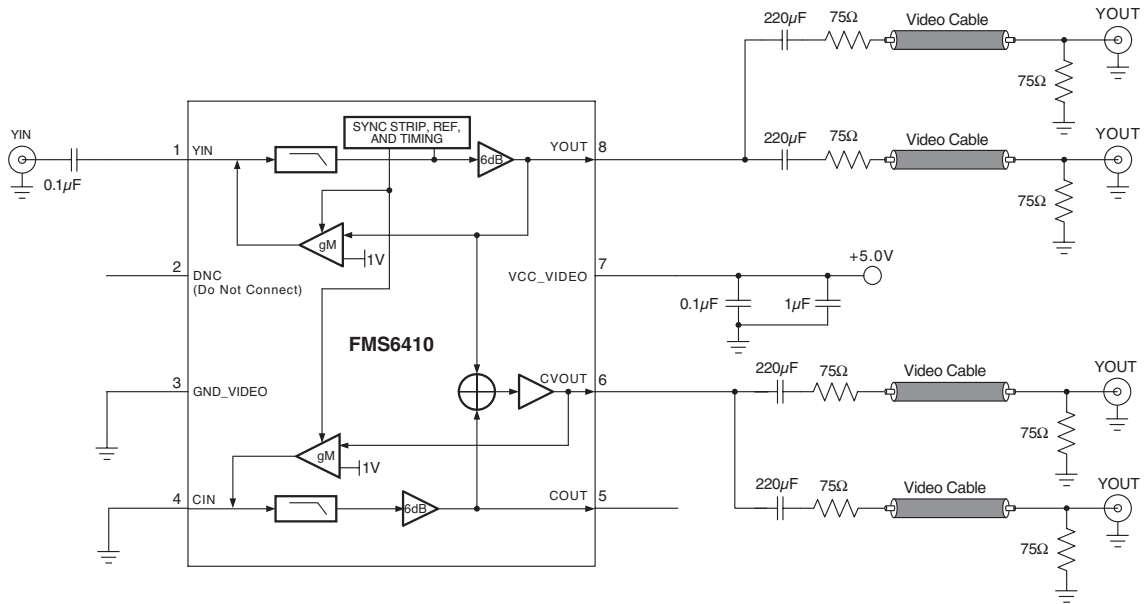 220µF
75Ω
Video Cable
YOUT
75Ω
220µF
75Ω
Video Cable
YOUT
75Ω
YIN
0.1µF
1
YIN
SYNC STRIP, REF,
AND TIMING
6dB
YOUT
8
gM
1V
2
DNC
(Do Not Connect)
7
VCC_VIDEO
+5.0V
0.1µF
1µF
FMS6410
3
GND_VIDEO
CVOUT
6
220µF
75Ω
Video Cable
YOUT
75Ω
gM
1V
4
CIN
6dB
COUT
5
220µF
75Ω
Video Cable
YOUT
75Ω